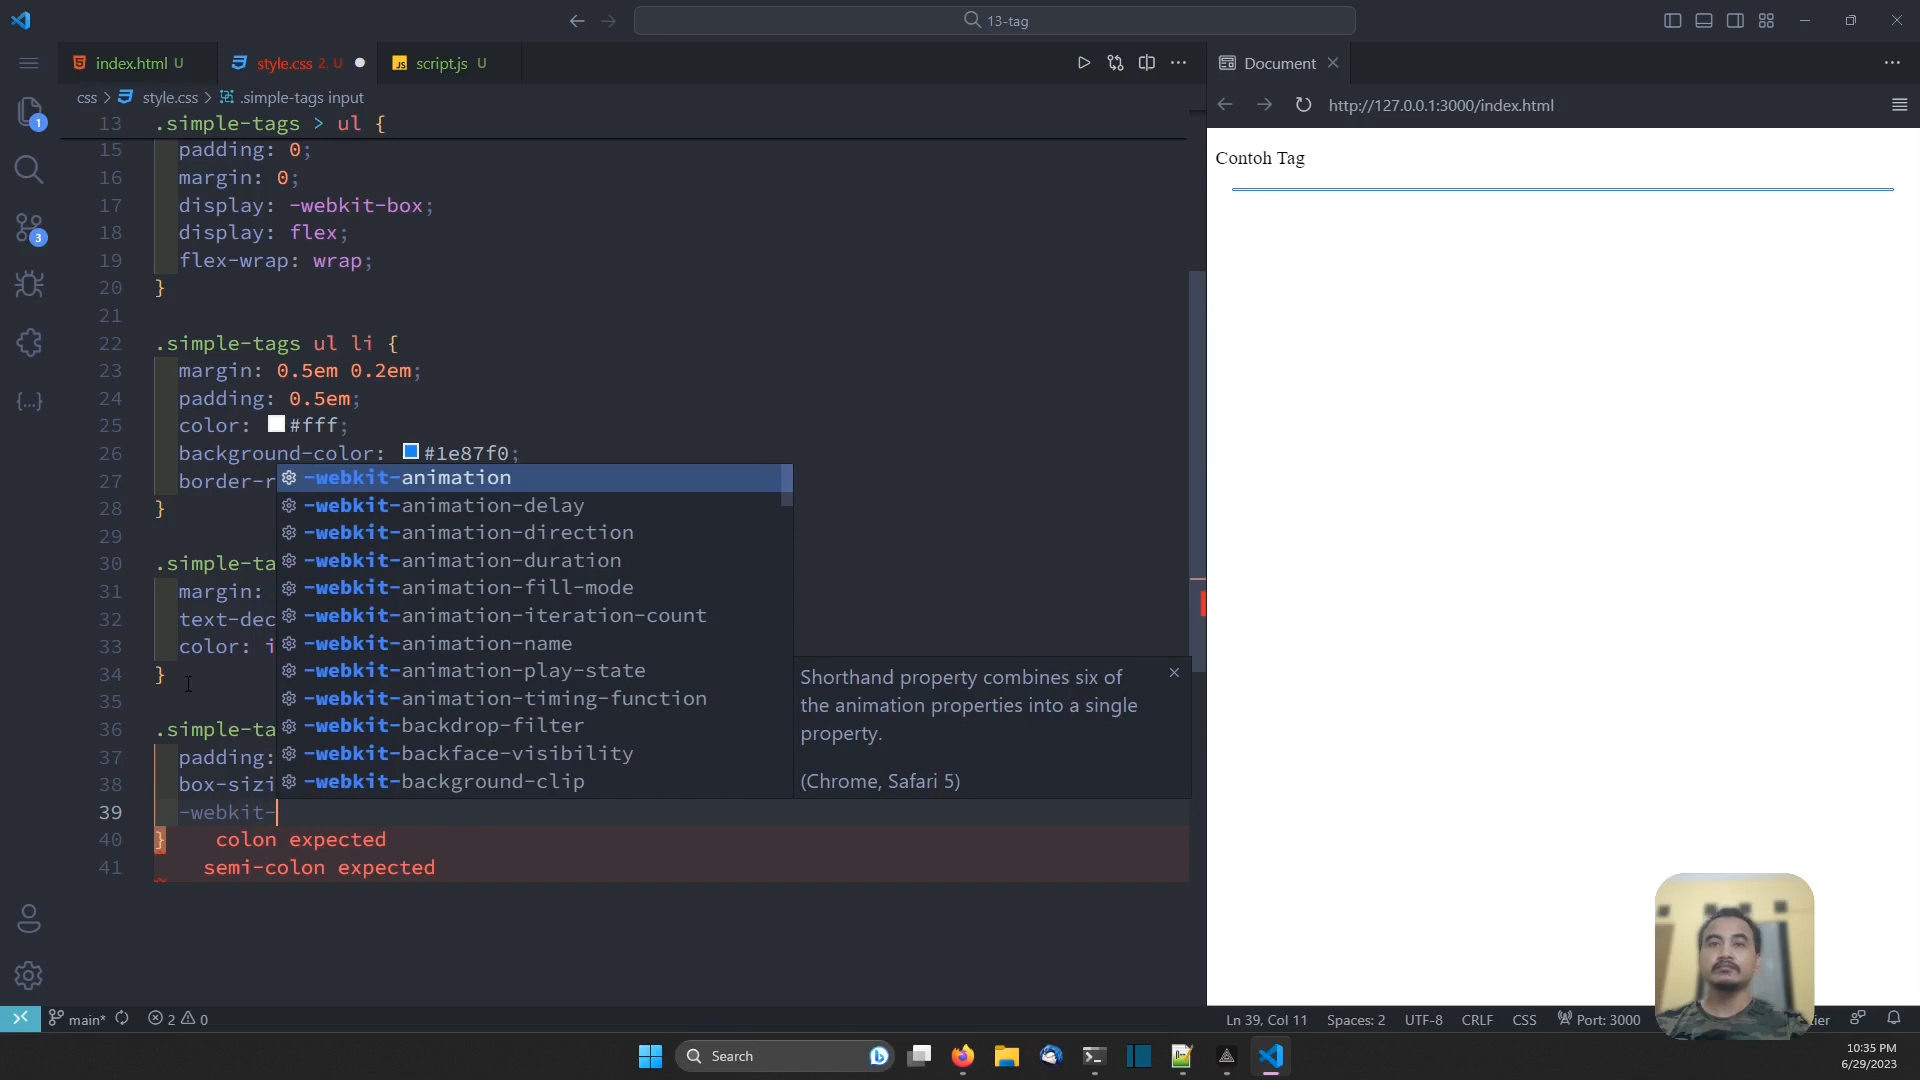 13-tag
index.html U
style.css 2, U
script.js U
Document
css > style.css > .simple-tags input
http://127.0.0.1:3000/index.html
13 .simple-tags > ul {
15 padding: 0;
16 margin: 0;
17 display: -webkit-box;
18 display: flex;
19 flex-wrap: wrap;
20 }
21
22 .simple-tags ul li {
23 margin: 0.5em 0.2em;
24 padding: 0.5em;
25 color: #fff;
26 background-color: #1e87f0;
27 border-r
28 }
29
30 .simple-ta
31 margin:
32 text-dec
33 color: i
34 }
35
36 .simple-ta
37 padding:
38 box-sizi
39 -webkit-
40 } colon expected
41 semi-colon expected
-webkit-animation
-webkit-animation-delay
-webkit-animation-direction
-webkit-animation-duration
-webkit-animation-fill-mode
-webkit-animation-iteration-count
-webkit-animation-name
-webkit-animation-play-state
-webkit-animation-timing-function
-webkit-backdrop-filter
-webkit-backface-visibility
-webkit-background-clip
Shorthand property combines six of
the animation properties into a single
property.
(Chrome, Safari 5)
Contoh Tag
1
3
{...}
main* 2 0
Ln 39, Col 11 Spaces: 2 UTF-8 CRLF CSS Port: 3000
Search
10:35 PM
6/29/2023